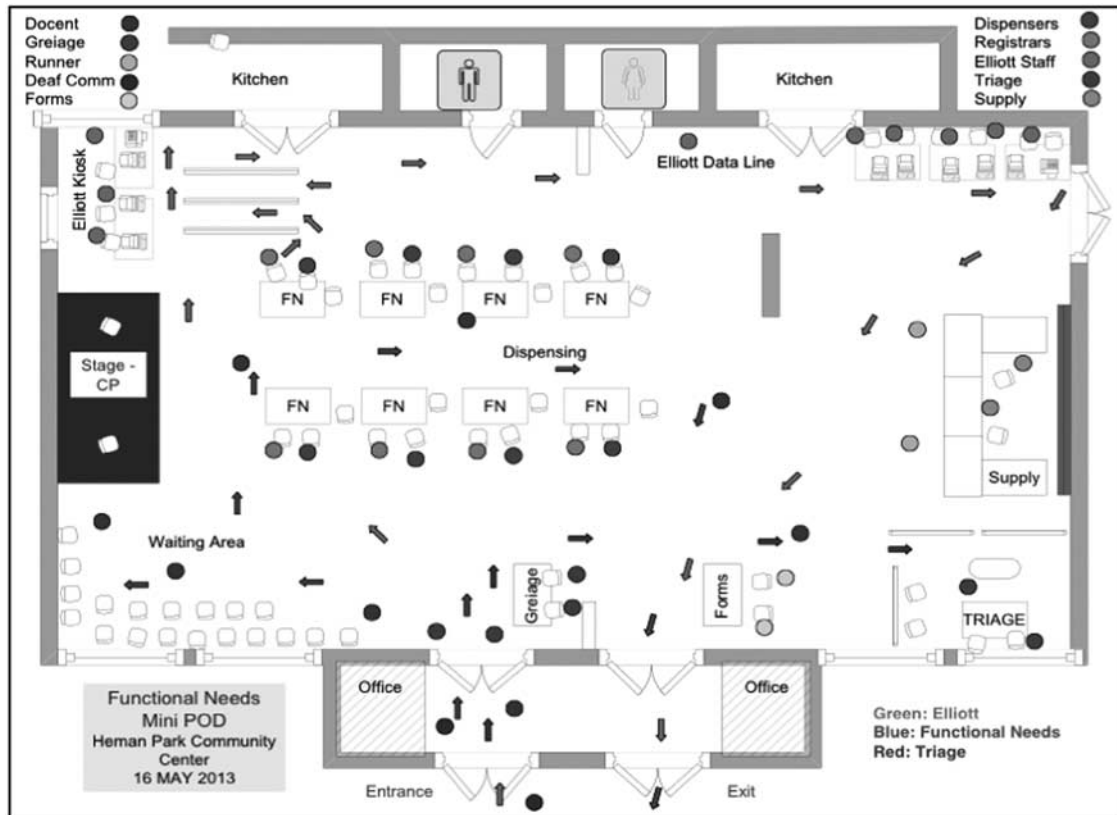 Docent
Greiage
Runner
Deaf Comm
Forms
Dispensers
Registrars
Elliott Staff
Triage
Supply
Kitchen
Kitchen
Elliott Kiosk
Elliott Data Line
FN
FN
FN
FN
Stage -
CP
Dispensing
FN
FN
FN
FN
Supply
Waiting Area
Greiage
Forms
TRIAGE
Office
Office
Functional Needs
Mini POD
Heman Park Community
Center
16 MAY 2013
Green: Elliott
Blue: Functional Needs
Red: Triage
Entrance
Exit